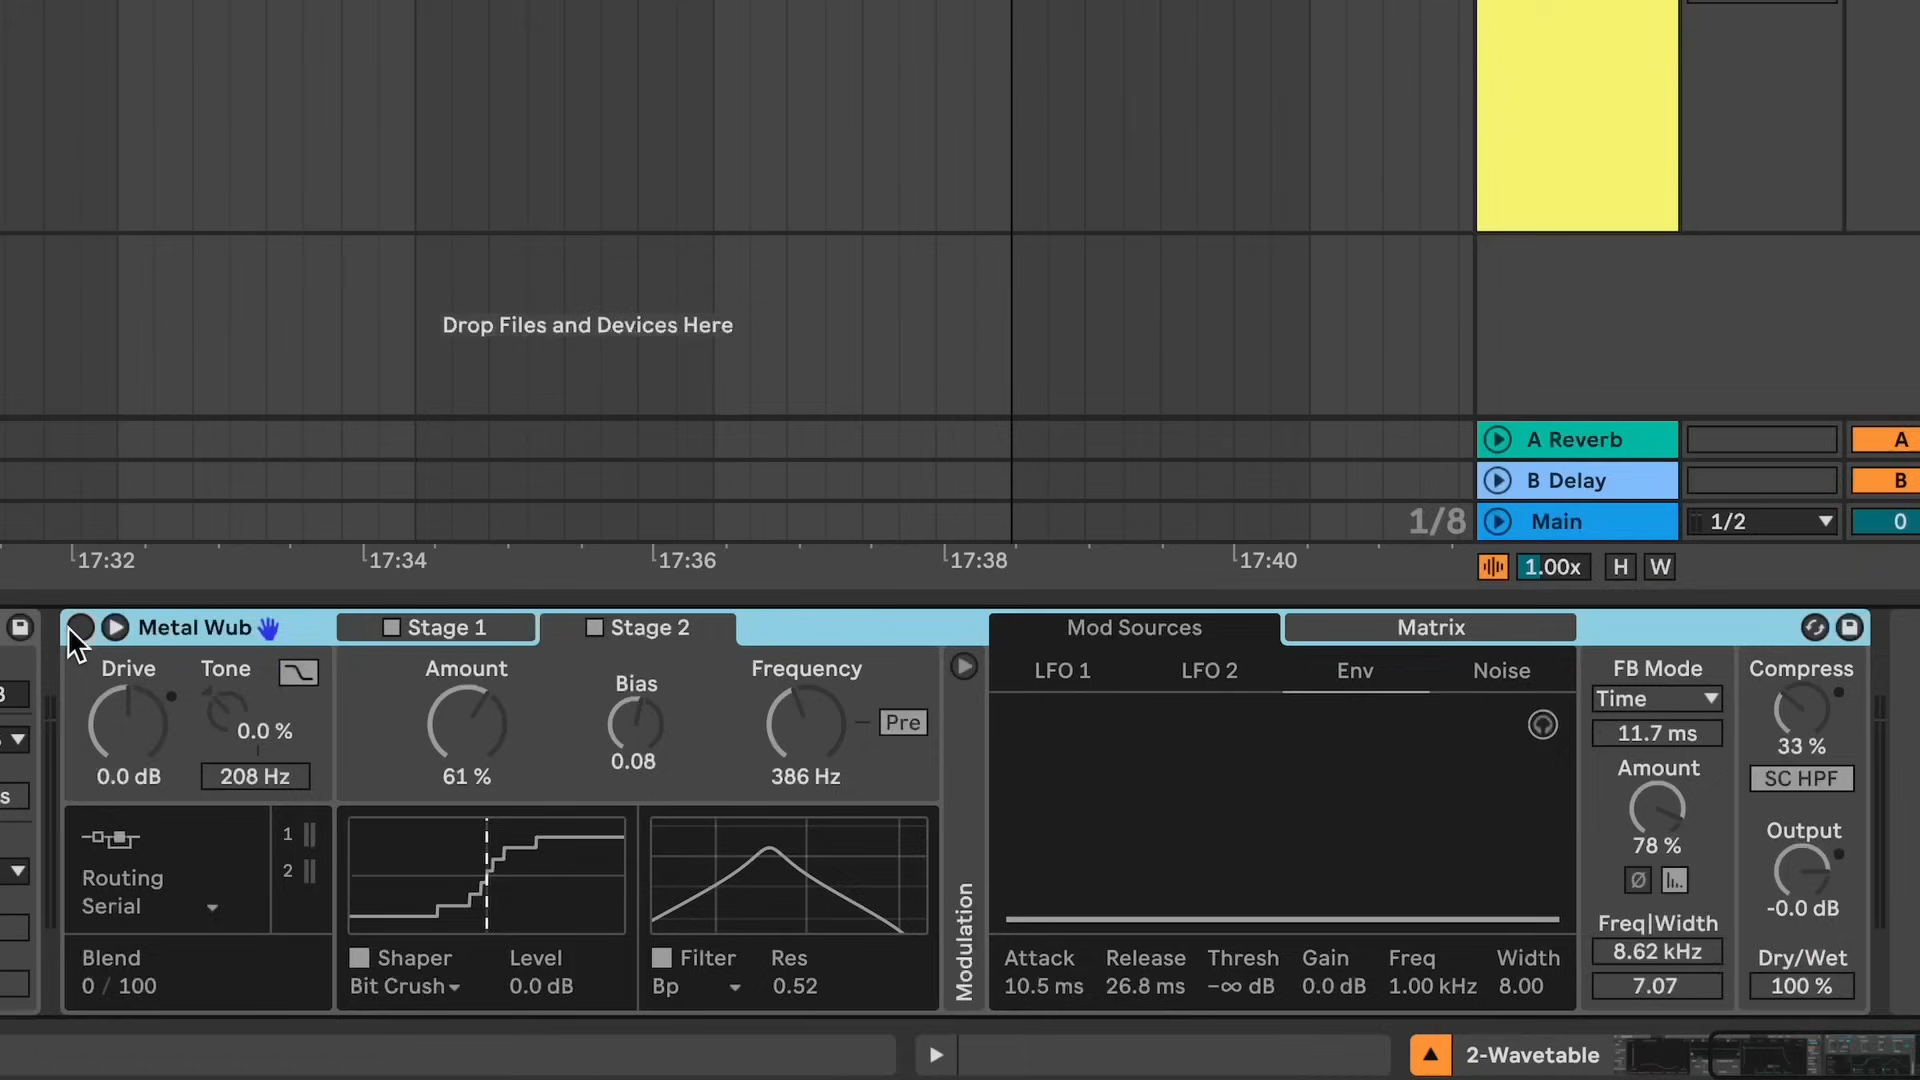 Drop Files and Devices Here
A Reverb
A
B Delay
B
1/8
Main
1/2
0
17:32
17:34
17:36
17:38
17:40
1.00x
H
W
Metal Wub
Stage 1
Stage 2
Mod Sources
Matrix
Drive
Tone
Amount
Bias
Frequency
LFO 1
LFO 2
Env
Noise
FB Mode
Compress
Time
0.0 %
Pre
11.7 ms
33 %
0.0 dB
208 Hz
61 %
0.08
386 Hz
Amount
SC HPF
s
1
2
Routing
Serial
Modulation
78 %
Ø
Output
-0.0 dB
Freq|Width
8.62 kHz
7.07
Blend
0 / 100
Shaper
Level
Bit Crush
0.0 dB
Filter
Res
Bp
0.52
Attack
Release
Thresh
Gain
Freq
Width
10.5 ms
26.8 ms
-∞ dB
0.0 dB
1.00 kHz
8.00
Dry/Wet
100 %
2-Wavetable